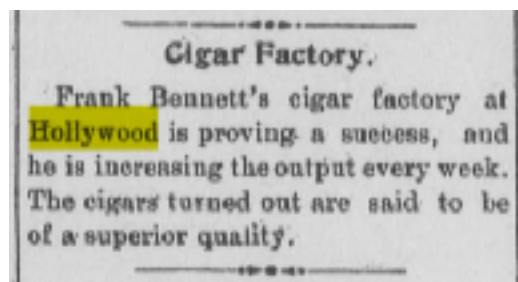 Cigar Factory.
Frank Bennett's cigar factory at
Hollywood is proving a success, and
he is increasing the output every week.
The cigars turned out are said to be
of a superior quality.